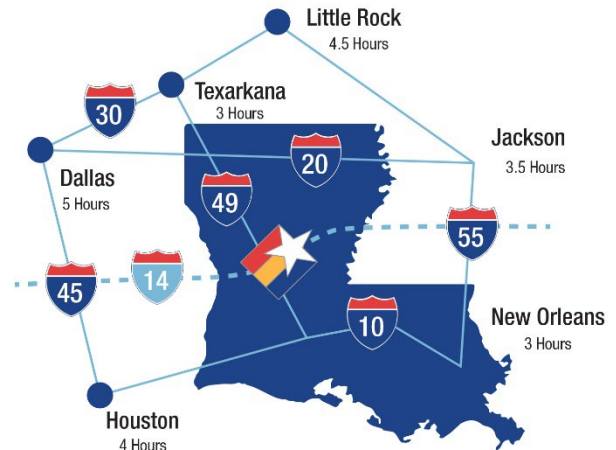 Little Rock
4.5 Hours
Texarkana
3 Hours
30
Jackson
3.5 Hours
20
Dallas
5 Hours
49
55
14
45
10
New Orleans
3 Hours
Houston
4 Hours